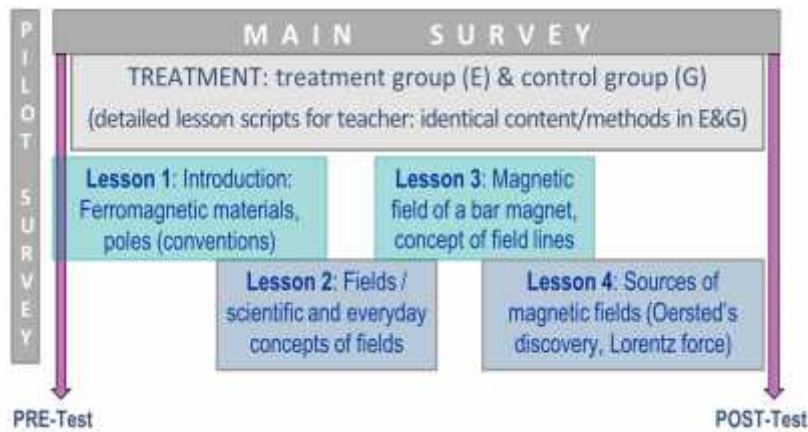 PILOT SURVEY
MAIN SURVEY
TREATMENT: treatment group (E) & control group (G)
(detailed lesson scripts for teacher: identical content/methods in E&G)
Lesson 1: Introduction:
Ferromagnetic materials,
poles (conventions)
Lesson 3: Magnetic
field of a bar magnet,
concept of field lines
Lesson 2: Fields /
scientific and everyday
concepts of fields
Lesson 4: Sources of
magnetic fields (Oersted's
discovery, Lorentz force)
PRE-Test
POST-Test